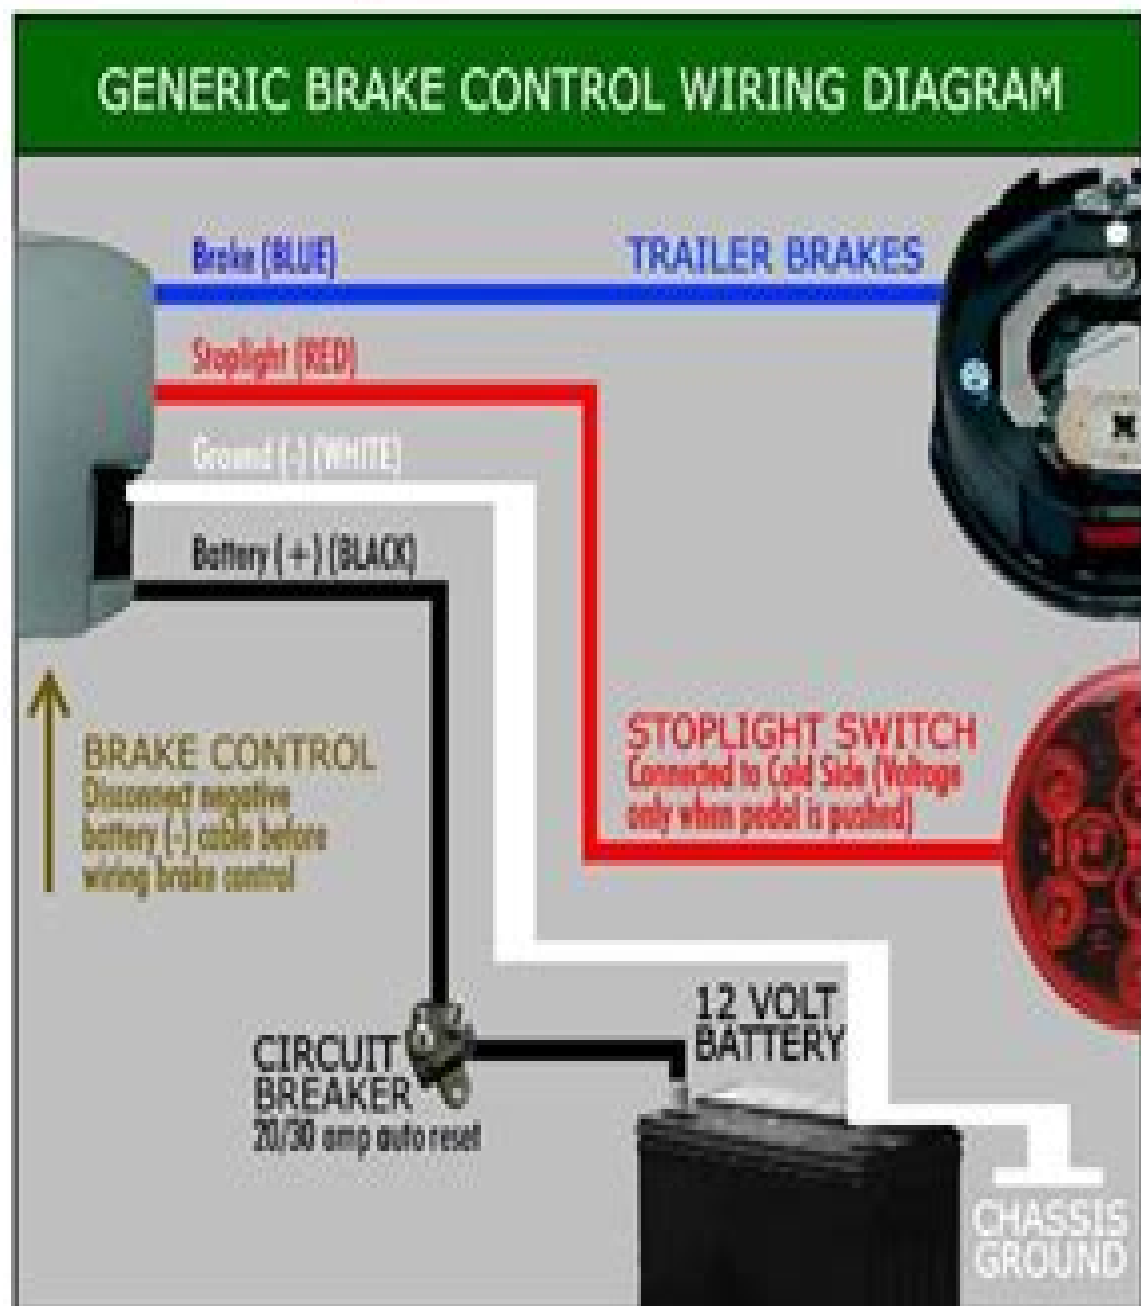 GENERIC BRAKE CONTROL WIRING DIAGRAM
Brake (BLUE)
TRAILER BRAKES
Stoplight (RED)
Ground (-) (WHITE)
Battery (+) (BLACK)
BRAKE CONTROL
Disconnect negative
battery (-) cable before
wiring brake control
STOPLIGHT SWITCH
Connected to Cold Side (Voltage
only when pedal is pushed)
12 VOLT
BATTERY
CIRCUIT
BREAKER
20/30 amp auto reset
CHASSIS
GROUND